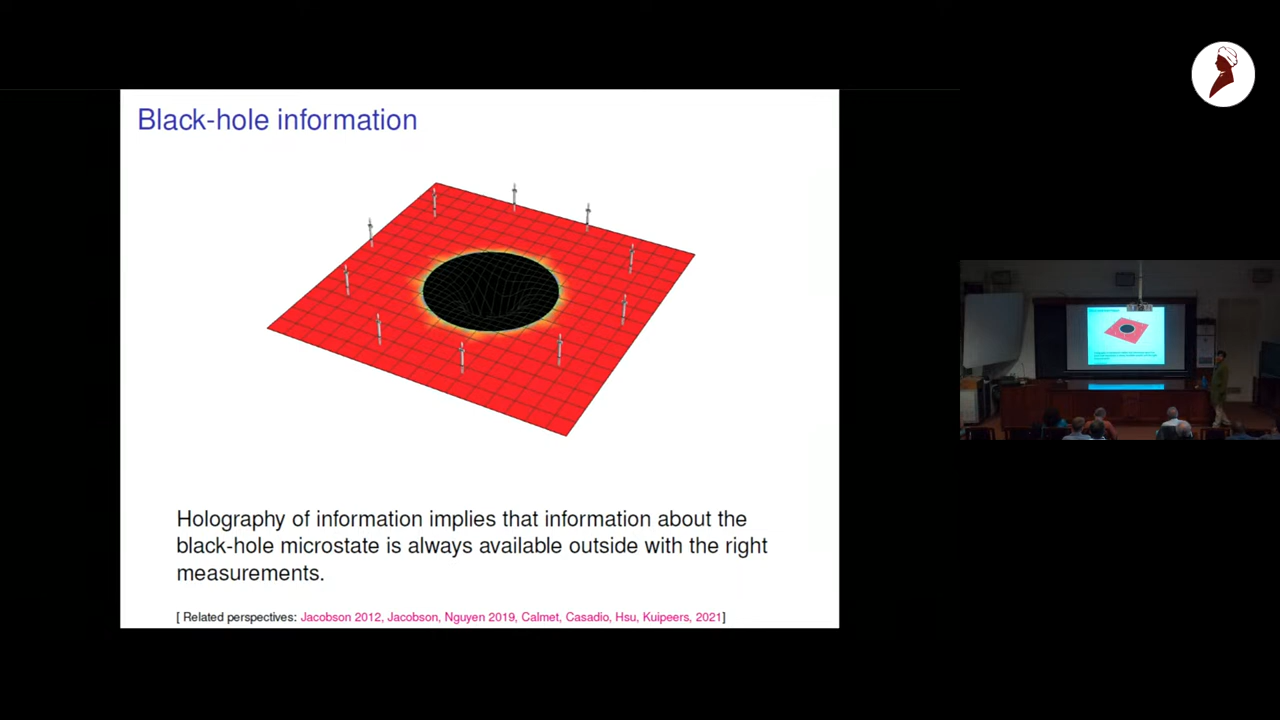 Black-hole information
Holography of information implies that information about the
black-hole microstate is always available outside with the right
measurements.
[ Related perspectives: Jacobson 2012, Jacobson, Nguyen 2019, Calmet, Casadio, Hsu, Kuipeers, 2021]